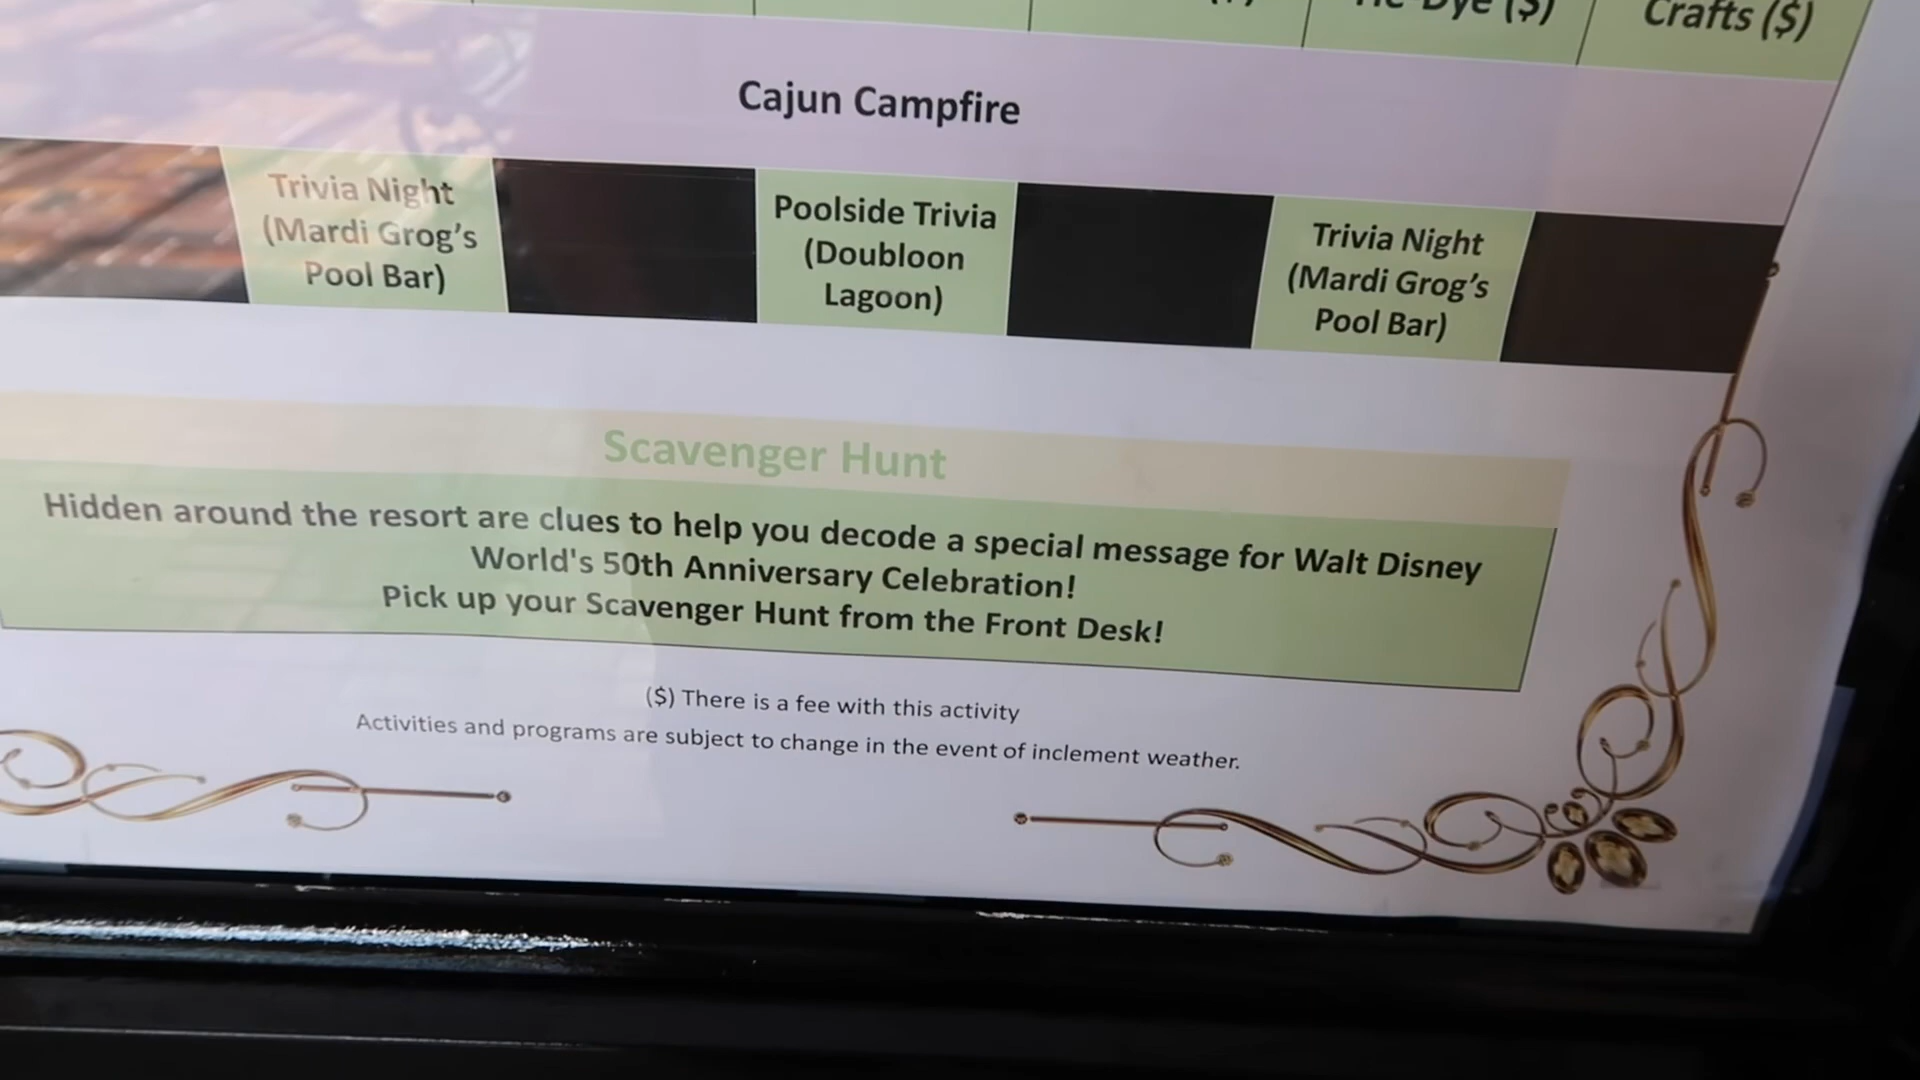 Dye ($)
Crafts ($)
Cajun Campfire
Trivia Night
(Mardi Grog's
Pool Bar)
Poolside Trivia
(Doubloon
Lagoon)
Trivia Night
(Mardi Grog's
Pool Bar)
Scavenger Hunt
Hidden around the resort are clues to help you decode a special message for Walt Disney
World's 50th Anniversary Celebration!
Pick up your Scavenger Hunt from the Front Desk!
($) There is a fee with this activity
Activities and programs are subject to change in the event of inclement weather.